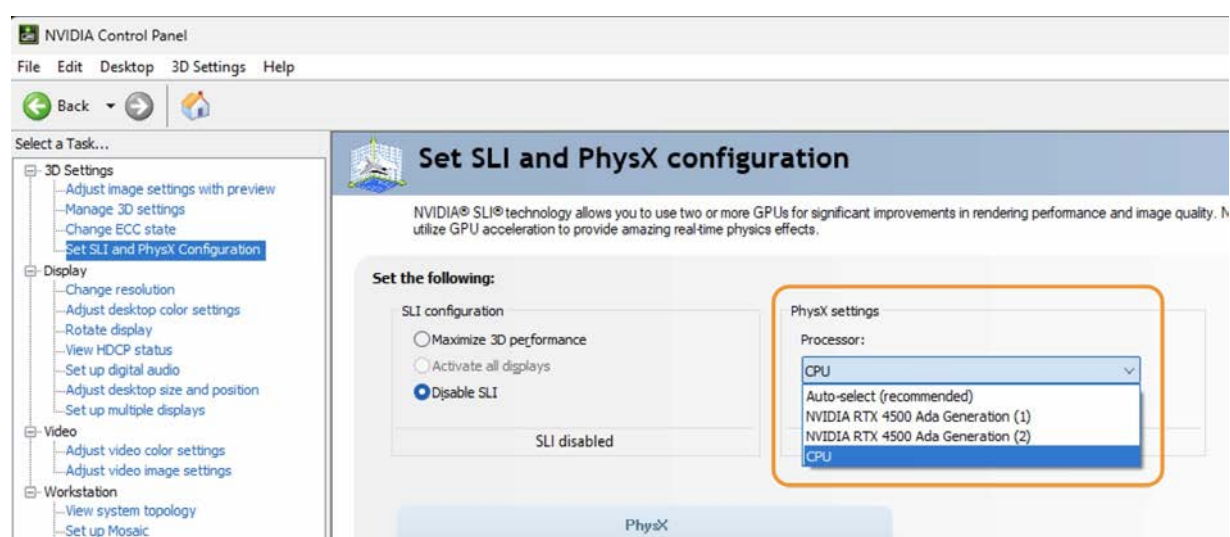 NVIDIA Control Panel
File Edit Desktop 3D Settings Help
Back
Select a Task...
3D Settings
Adjust image settings with preview
Manage 3D settings
Change ECC state
Set SLI and PhysX Configuration
Display
Change resolution
Adjust desktop color settings
Rotate display
View HDCP status
Set up digital audio
Adjust desktop size and position
Set up multiple displays
Video
Adjust video color settings
Adjust video image settings
Workstation
View system topology
Set up Mosaic
Set SLI and PhysX configuration
NVIDIA® SLI® technology allows you to use two or more GPUs for significant improvements in rendering performance and image quality.
utilize GPU acceleration to provide amazing real-time physics effects.
Set the following:
SLI configuration
Maximize 3D performance
Activate all displays
Disable SLI
SLI disabled
PhysX settings
Processor:
CPU
Auto-select (recommended)
NVIDIA RTX 4500 Ada Generation (1)
NVIDIA RTX 4500 Ada Generation (2)
CPU
PhysX